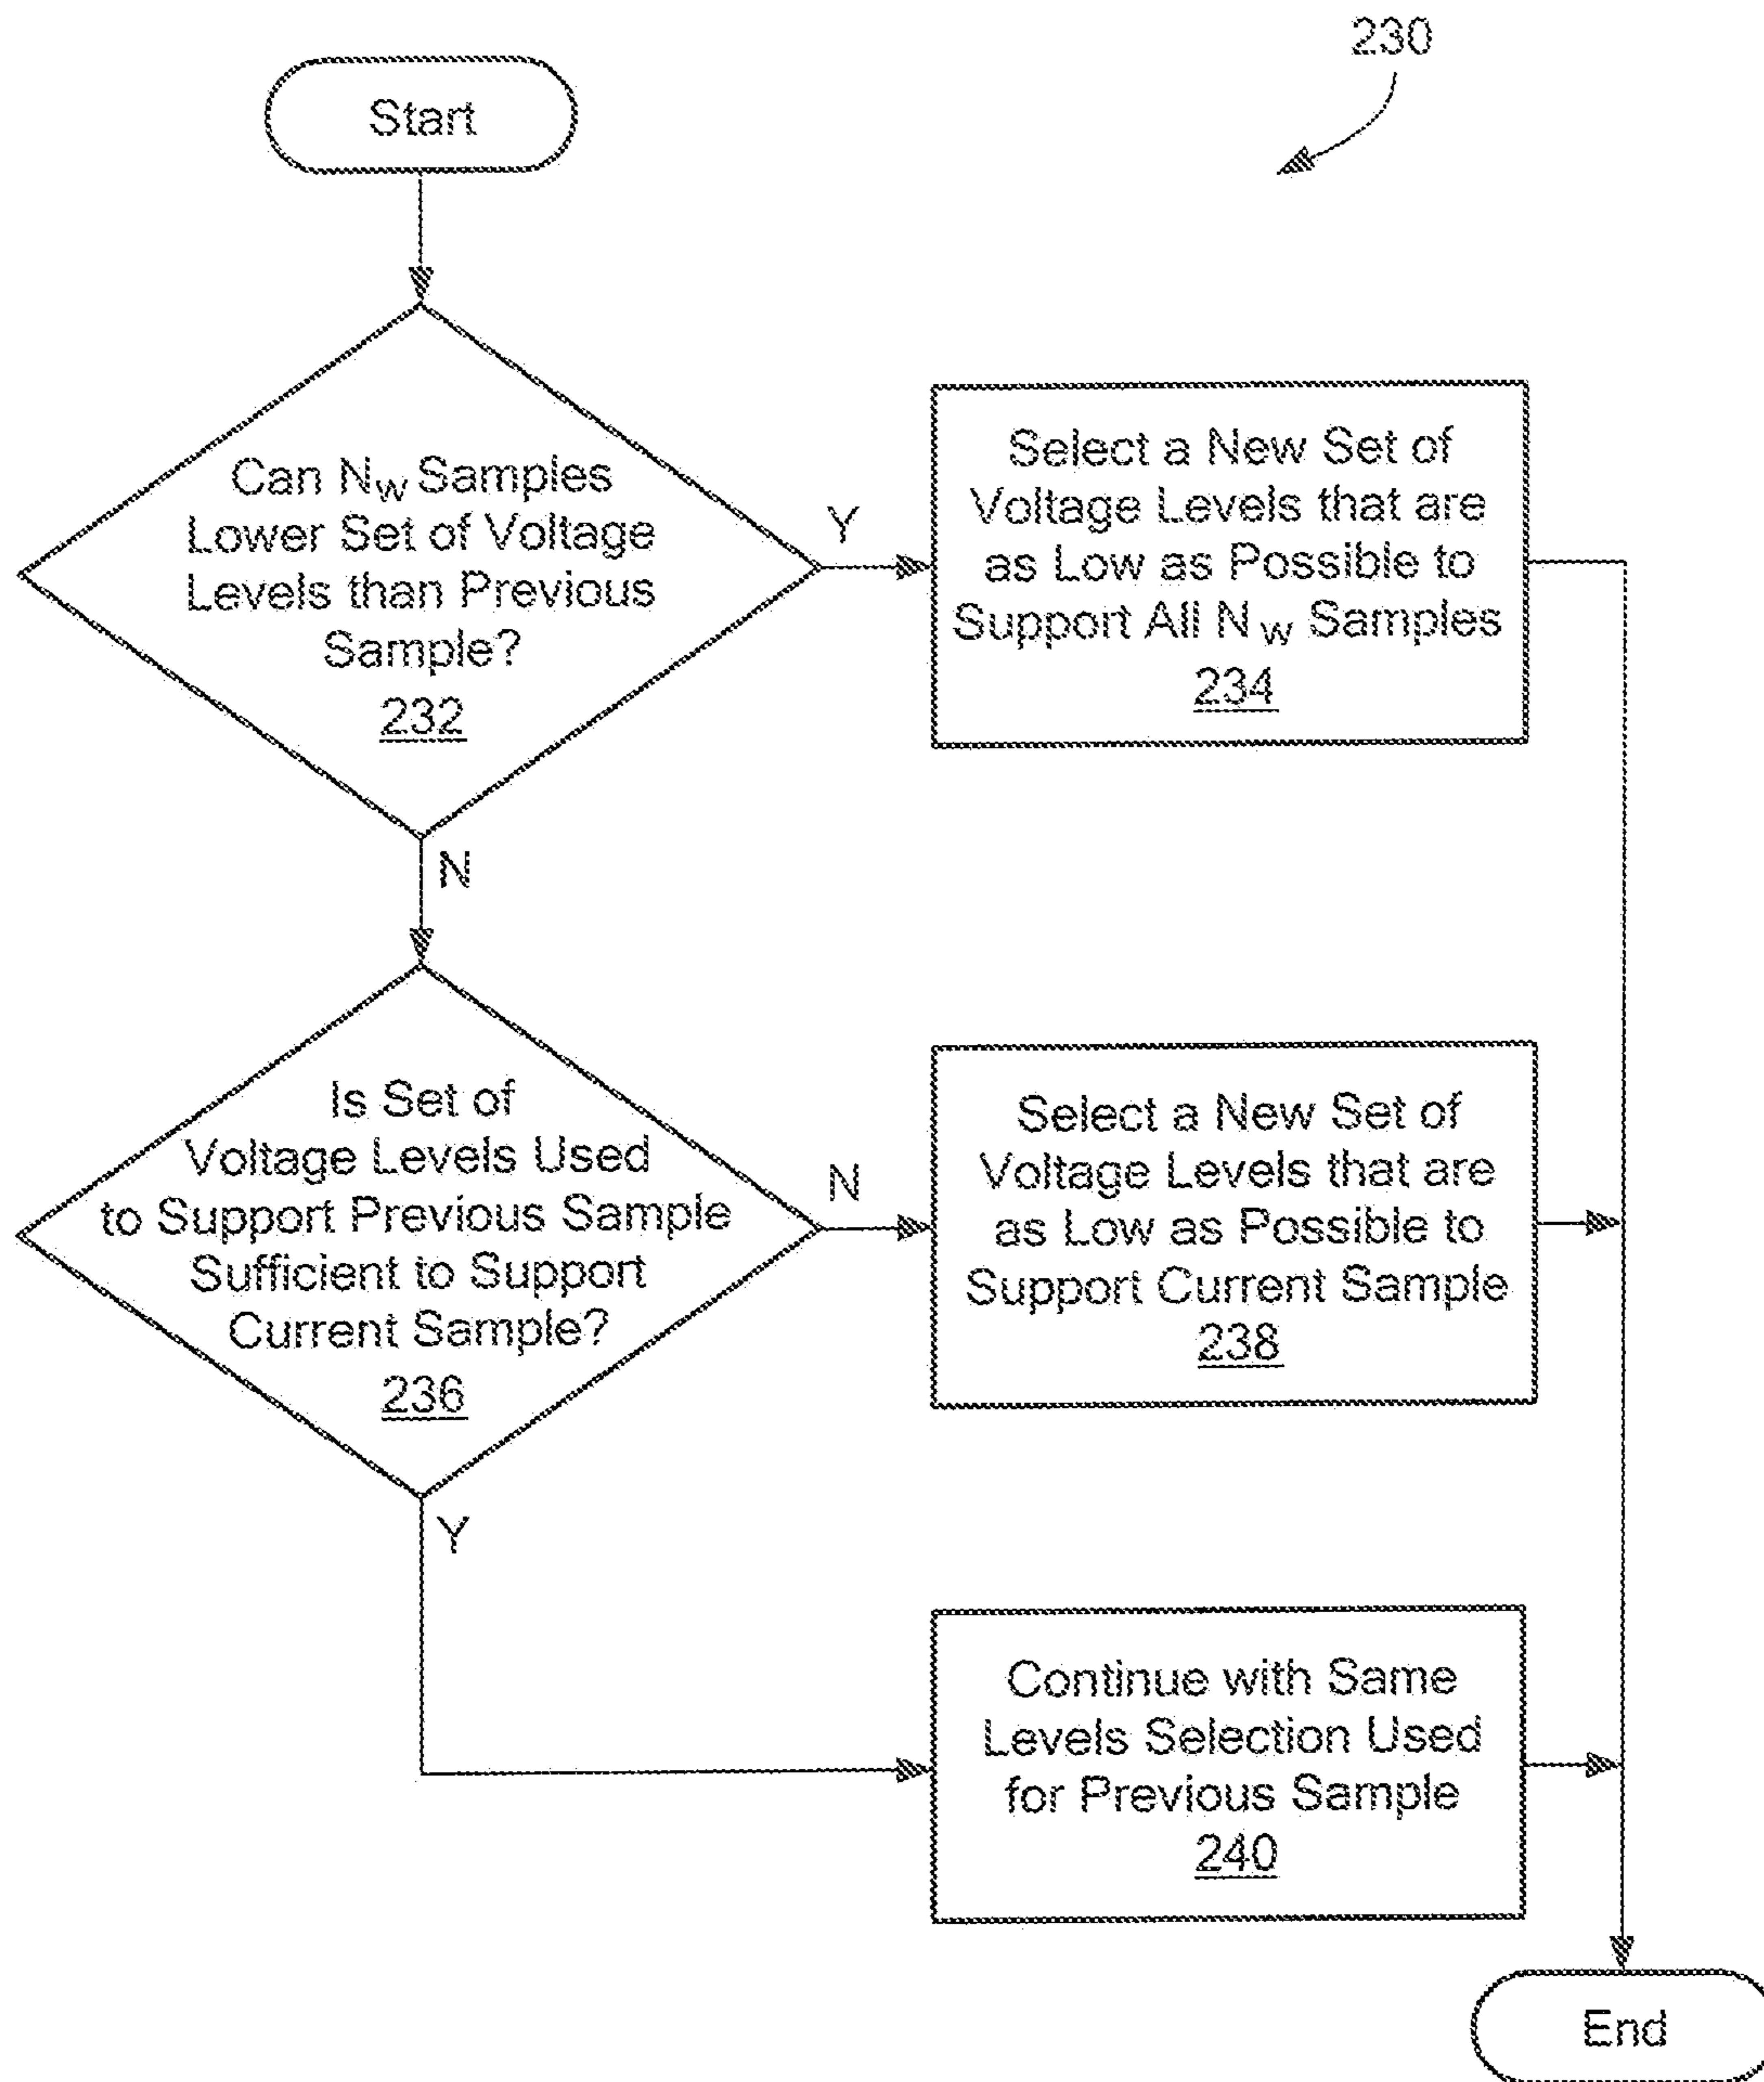 230
Start
Can NW Samples
Lower Set of Voltage
Levels than Previous
Sample?
232
Y
Select a New Set of
Voltage Levels that are
as Low as Possible to
Support All NW Samples
234
N
Is Set of
Voltage Levels Used
to Support Previous Sample
Sufficient to Support
Current Sample?
236
N
Select a New Set of
Voltage Levels that are
as Low as Possible to
Support Current Sample
238
Y
Continue with Same
Levels Selection Used
for Previous Sample
240
End